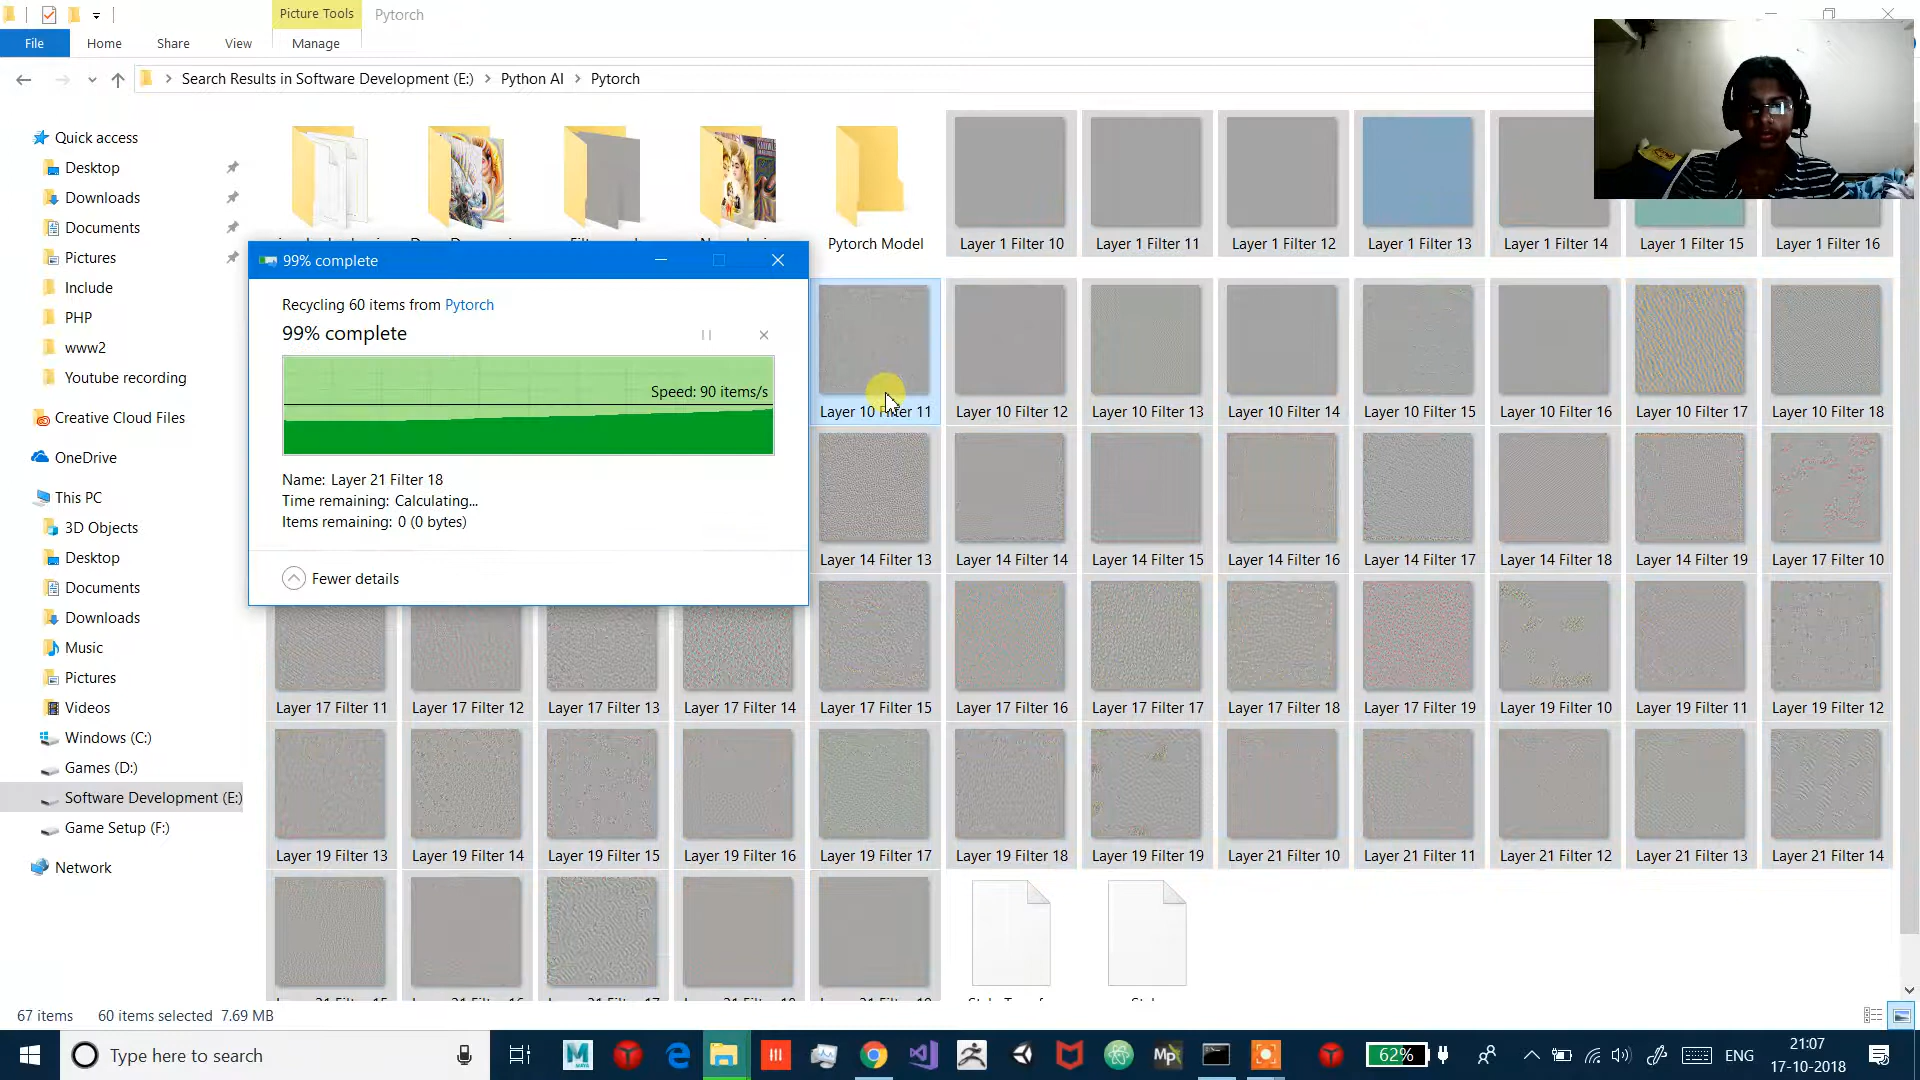 Picture Tools
Pytorch
File
Home
Share
View
Manage
Search Results in Software Development (E:)
Python AI
Pytorch
Quick access
Desktop
Downloads
Documents
Pictures
Include
PHP
www2
Youtube recording
Creative Cloud Files
OneDrive
This PC
3D Objects
Desktop
Documents
Downloads
Music
Pictures
Videos
Windows (C:)
Games (D:)
Software Development (E:)
Game Setup (F:)
Network
Pytorch Model
Layer 1 Filter 10
Layer 1 Filter 11
Layer 1 Filter 12
Layer 1 Filter 13
Layer 1 Filter 14
Layer 1 Filter 15
Layer 1 Filter 16
99% complete
Recycling 60 items from Pytorch
99% complete
Speed: 90 items/s
Name: Layer 21 Filter 18
Time remaining: Calculating...
Items remaining: 0 (0 bytes)
Fewer details
Layer 10 Filter 11
Layer 10 Filter 12
Layer 10 Filter 13
Layer 10 Filter 14
Layer 10 Filter 15
Layer 10 Filter 16
Layer 10 Filter 17
Layer 10 Filter 18
Layer 14 Filter 13
Layer 14 Filter 14
Layer 14 Filter 15
Layer 14 Filter 16
Layer 14 Filter 17
Layer 14 Filter 18
Layer 14 Filter 19
Layer 17 Filter 10
Layer 17 Filter 11
Layer 17 Filter 12
Layer 17 Filter 13
Layer 17 Filter 14
Layer 17 Filter 15
Layer 17 Filter 16
Layer 17 Filter 17
Layer 17 Filter 18
Layer 17 Filter 19
Layer 19 Filter 10
Layer 19 Filter 11
Layer 19 Filter 12
Layer 19 Filter 13
Layer 19 Filter 14
Layer 19 Filter 15
Layer 19 Filter 16
Layer 19 Filter 17
Layer 19 Filter 18
Layer 19 Filter 19
Layer 21 Filter 10
Layer 21 Filter 11
Layer 21 Filter 12
Layer 21 Filter 13
Layer 21 Filter 14
67 items
60 items selected 7.69 MB
Type here to search
62%
ENG
21:07
17-10-2018